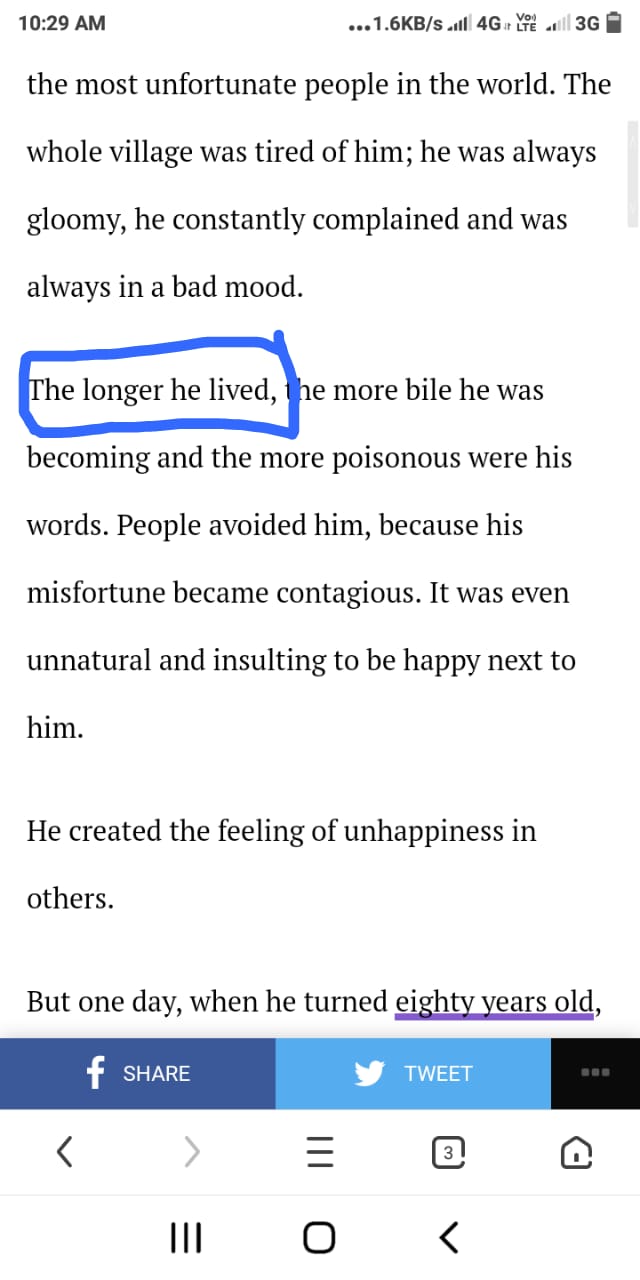 10:29 AM ...1.6KB/s 4G VoLTE 3G
the most unfortunate people in the world. The
whole village was tired of him; he was always
gloomy, he constantly complained and was
always in a bad mood.
The longer he lived, the more bile he was
becoming and the more poisonous were his
words. People avoided him, because his
misfortune became contagious. It was even
unnatural and insulting to be happy next to
him.
He created the feeling of unhappiness in
others.
But one day, when he turned eighty years old,
f SHARE TWEET
3